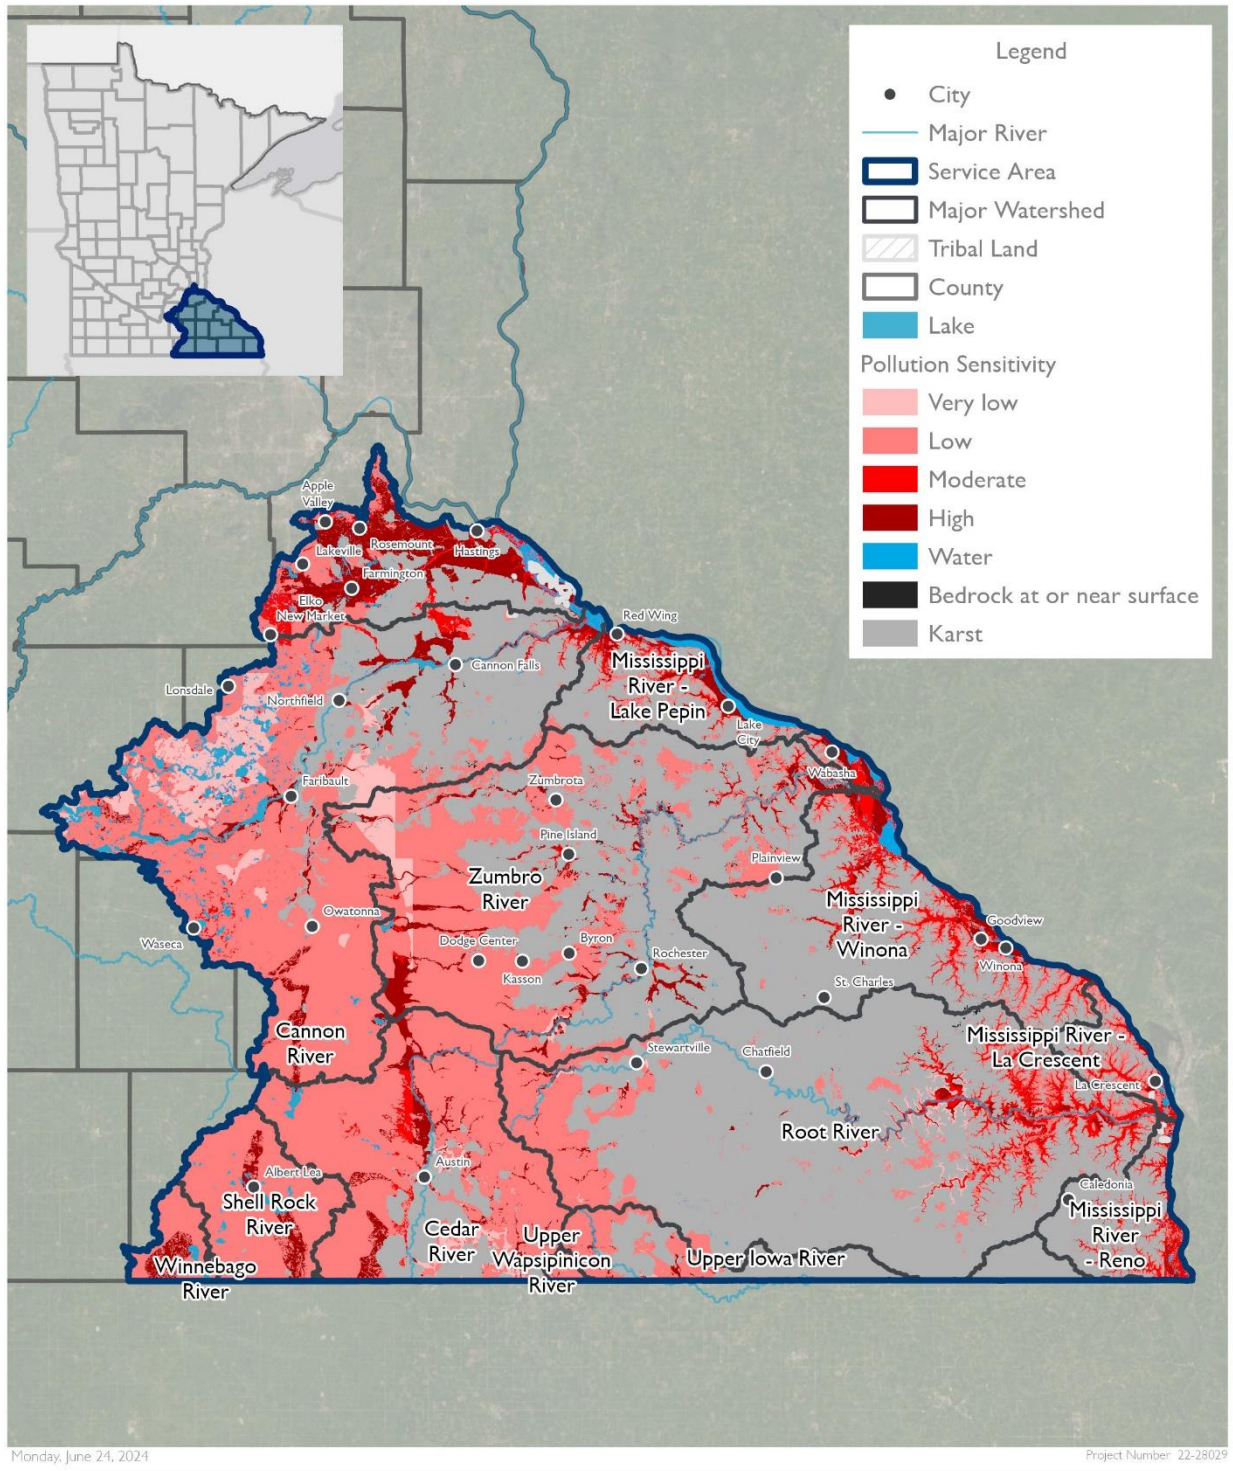 Legend
City
Major River
Service Area
Major Watershed
Tribal Land
County
Lake
Pollution Sensitivity
Very low
Low
Moderate
High
Water
Bedrock at or near surface
Karst
Apple
Valley
Rosemount
Hastings
Lakeville
Farmington
Elko
New Market
Red Wing
Cannon Falls
Mississippi
River -
Lake Pepin
Lonsdale
Northfield
Lake
City
Wabasha
Faribault
Zumbrota
Pine Island
Plainview
Zumbro
River
Mississippi
River -
Winona
Owatonna
Goodview
Waseca
Dodge Center
Byron
Rochester
Winona
Kasson
St. Charles
Cannon
River
Mississippi River -
La Crescent
Stewartville
Chatfield
La Crescent
Root River
Austin
Albert Lea
Shell Rock
River
Caledonia
Mississippi
River
- Reno
Cedar
River
Upper
Wapsipinicon
River
Upper Iowa River
Winnebago
River
Monday, June 24, 2024
Project Number 22-28029